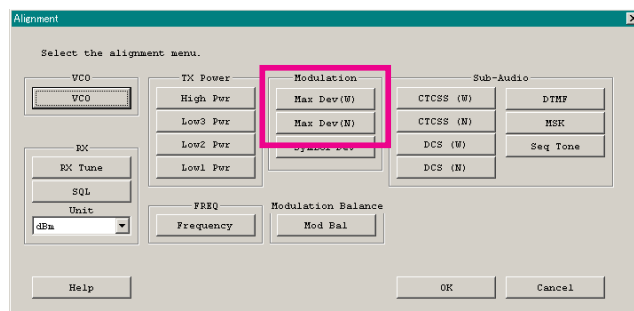 Alignment
Select the alignment menu.
VCO
VCO
TX Power
High Pwr
Low3 Pwr
Low2 Pwr
Low1 Pwr
Modulation
Max Dev(W)
Max Dev(N)
Symbol Dev
Sub-Audio
CTCSS (W)
DTMF
CTCSS (N)
MSK
DCS (W)
Seq Tone
DCS (N)
RX
RX Tune
SQL
Unit
dBm
FREQ
Frequency
Modulation Balance
Mod Bal
Help
OK
Cancel